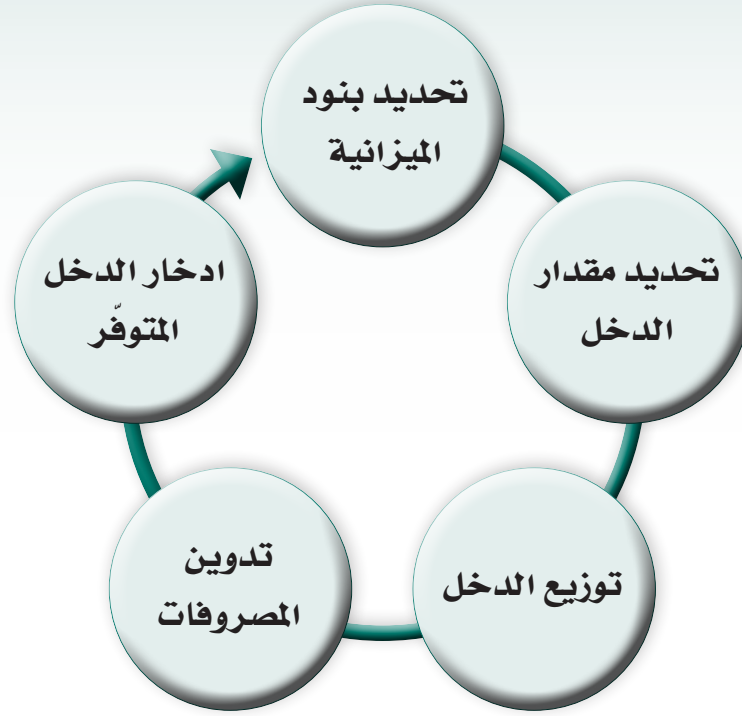 تحديد بنود
الميزانية
تحديد مقدار
الدخل
توزيع الدخل
تدوين
المصروفات
ادخار الدخل
المتوفّر